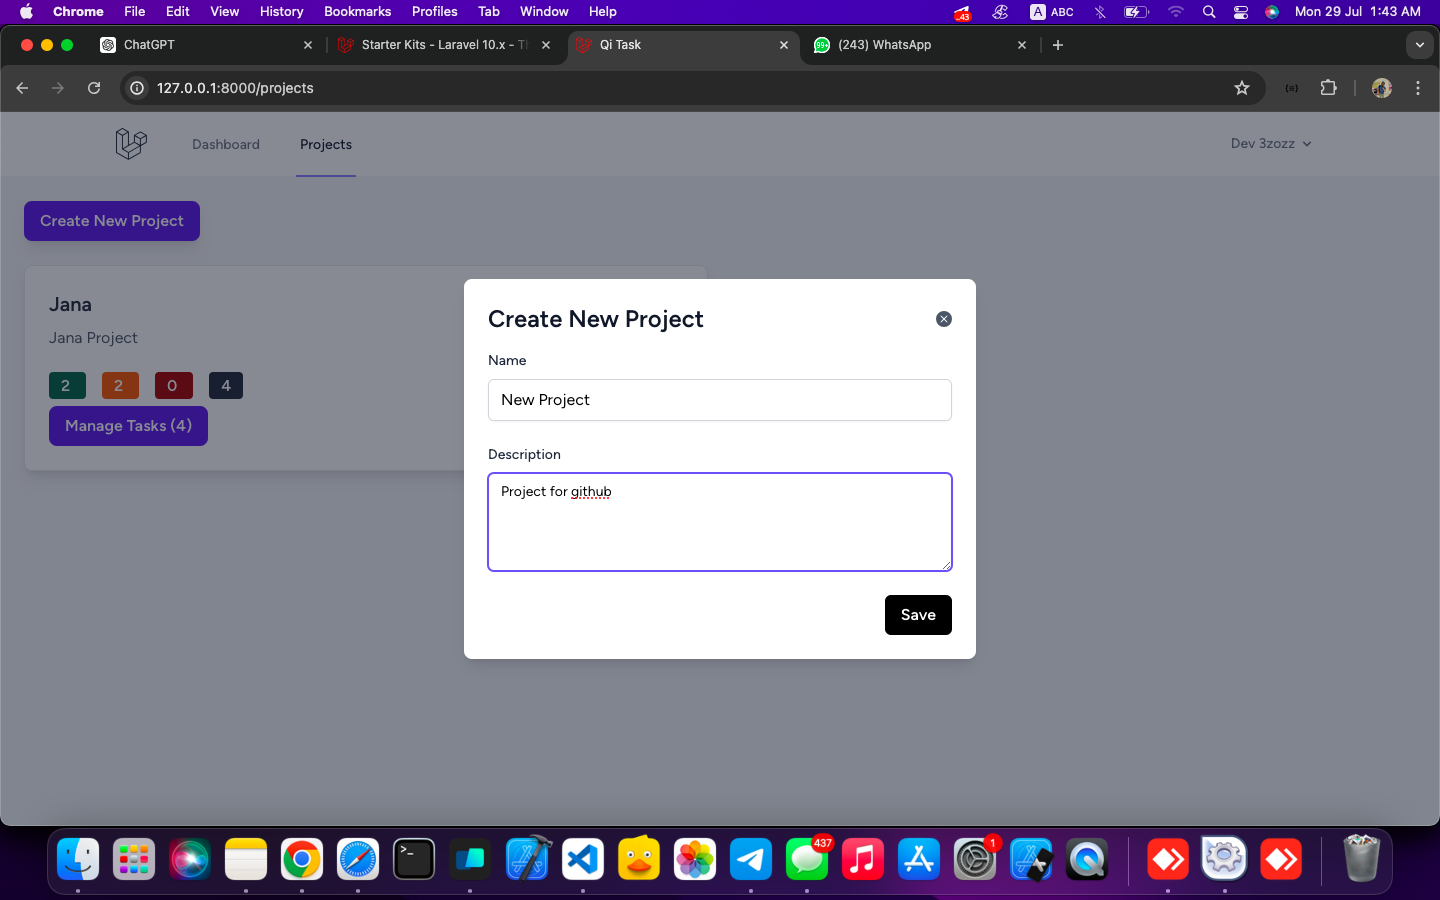 Chrome File Edit View History Bookmarks Profiles Tab Window Help .43 A ABC Mon 29 Jul 1:43 AM
ChatGPT Starter Kits - Laravel 10.x - Th Qi Task 99+ (243) WhatsApp
127.0.0.1:8000/projects
Dashboard Projects Dev 3zozz
Create New Project
Jana
Jana Project
2 2 0 4
Manage Tasks (4)
Create New Project
Name
New Project
Description
Project for github
Save
437 1